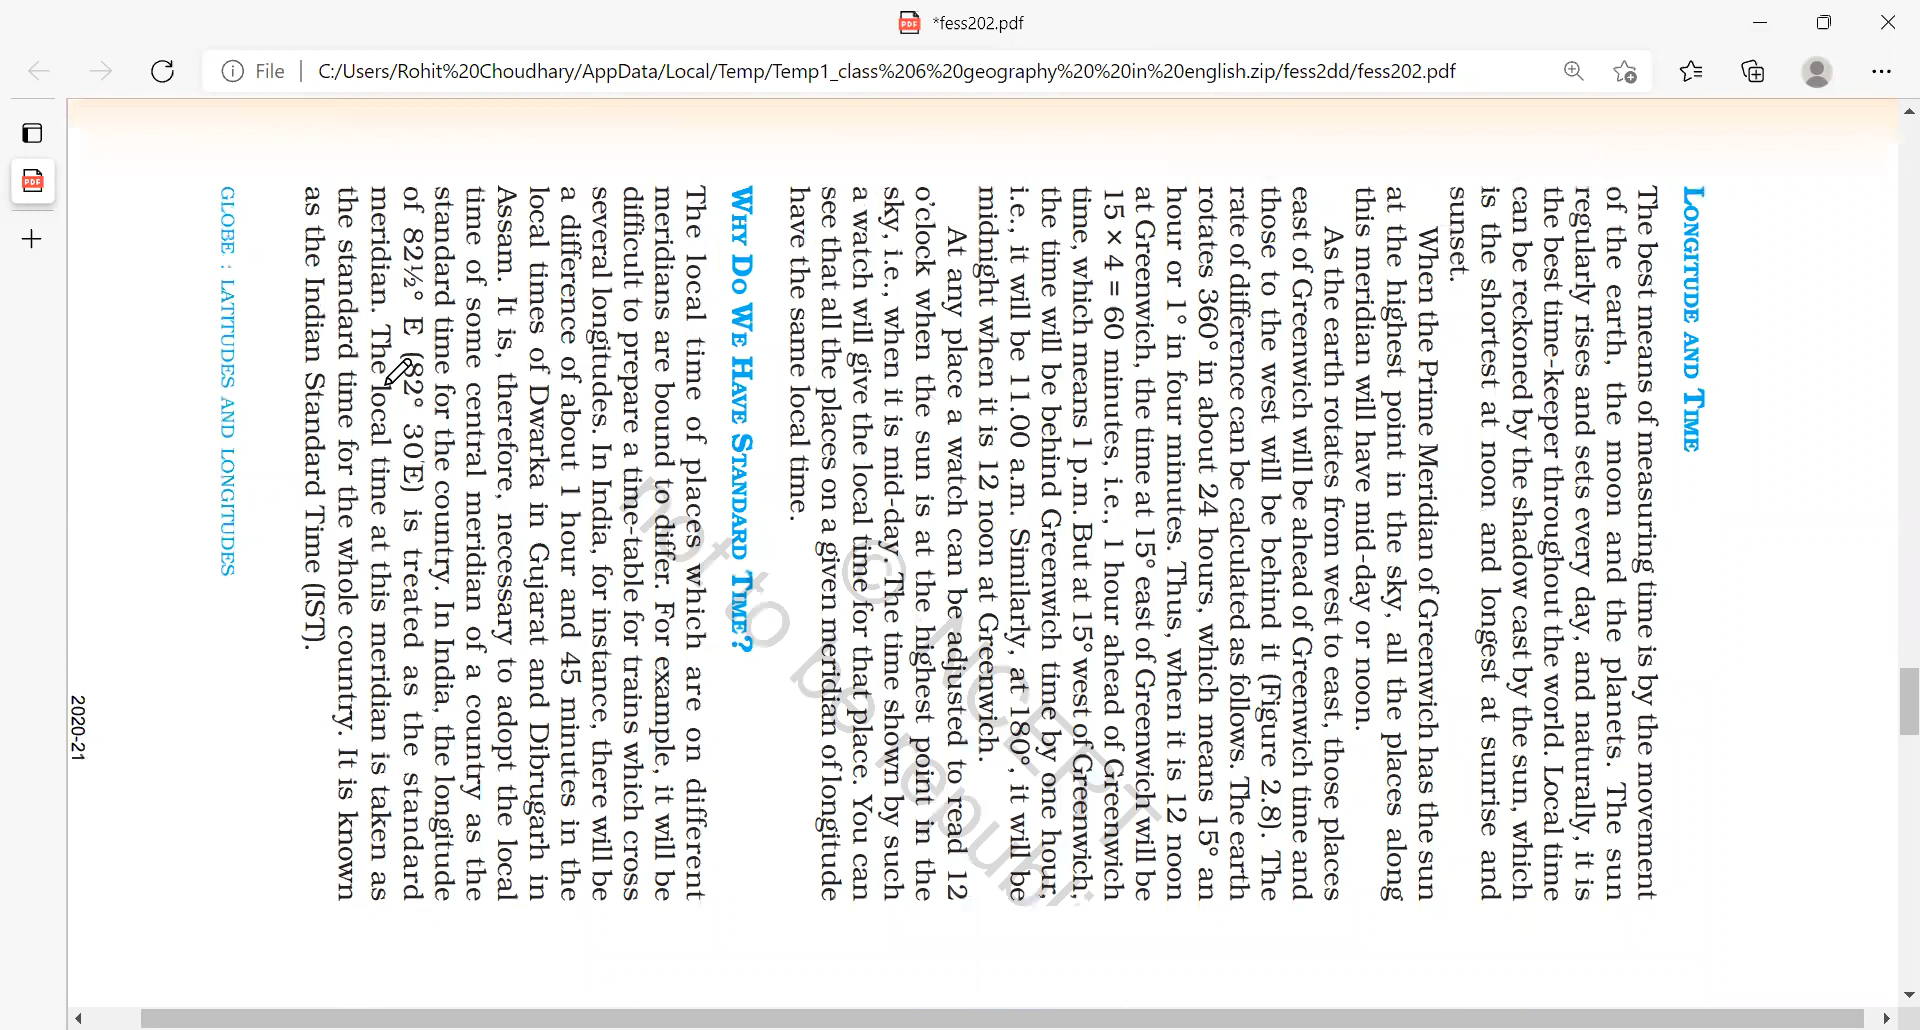 *fess202.pdf
File
C:/Users/Rohit%20Choudhary/AppData/Local/Temp/Temp1_class%206%20geography%20%20in%20english.zip/fess2dd/fess202.pdf
LONGITUDE AND TIME
The best means of measuring time is by the movement
of the earth, the moon and the planets. The sun
regularly rises and sets every day, and naturally, it is
the best time-keeper throughout the world. Local time
can be reckoned by the shadow cast by the sun, which
is the shortest at noon and longest at sunrise and
sunset.
When the Prime Meridian of Greenwich has the sun
at the highest point in the sky, all the places along
this meridian will have mid-day or noon.
As the earth rotates from west to east, those places
east of Greenwich will be ahead of Greenwich time and
those to the west will be behind it (Figure 2.8). The
rate of difference can be calculated as follows. The earth
rotates 360° in about 24 hours, which means 15° an
hour or 1° in four minutes. Thus, when it is 12 noon
at Greenwich, the time at 15° east of Greenwich will be
15 × 4 = 60 minutes, i.e., 1 hour ahead of Greenwich
time, which means 1 p.m. But at 15° west of Greenwich,
the time will be behind Greenwich time by one hour,
i.e., it will be 11.00 a.m. Similarly, at 180°, it will be
midnight when it is 12 noon at Greenwich.
At any place a watch can be adjusted to read 12
o'clock when the sun is at the highest point in the
sky, i.e., when it is mid-day. The time shown by such
a watch will give the local time for that place. You can
see that all the places on a given meridian of longitude
have the same local time.
WHY DO WE HAVE STANDARD TIME?
The local time of places which are on different
meridians are bound to differ. For example, it will be
difficult to prepare a time-table for trains which cross
several longitudes. In India, for instance, there will be
a difference of about 1 hour and 45 minutes in the
local times of Dwarka in Gujarat and Dibrugarh in
Assam. It is, therefore, necessary to adopt the local
time of some central meridian of a country as the
standard time for the country. In India, the longitude
of 82½° E (82° 30'E) is treated as the standard
meridian. The local time at this meridian is taken as
the standard time for the whole country. It is known
as the Indian Standard Time (IST).
GLOBE : LATITUDES AND LONGITUDES
2020-21
© NCERT
not to be republi